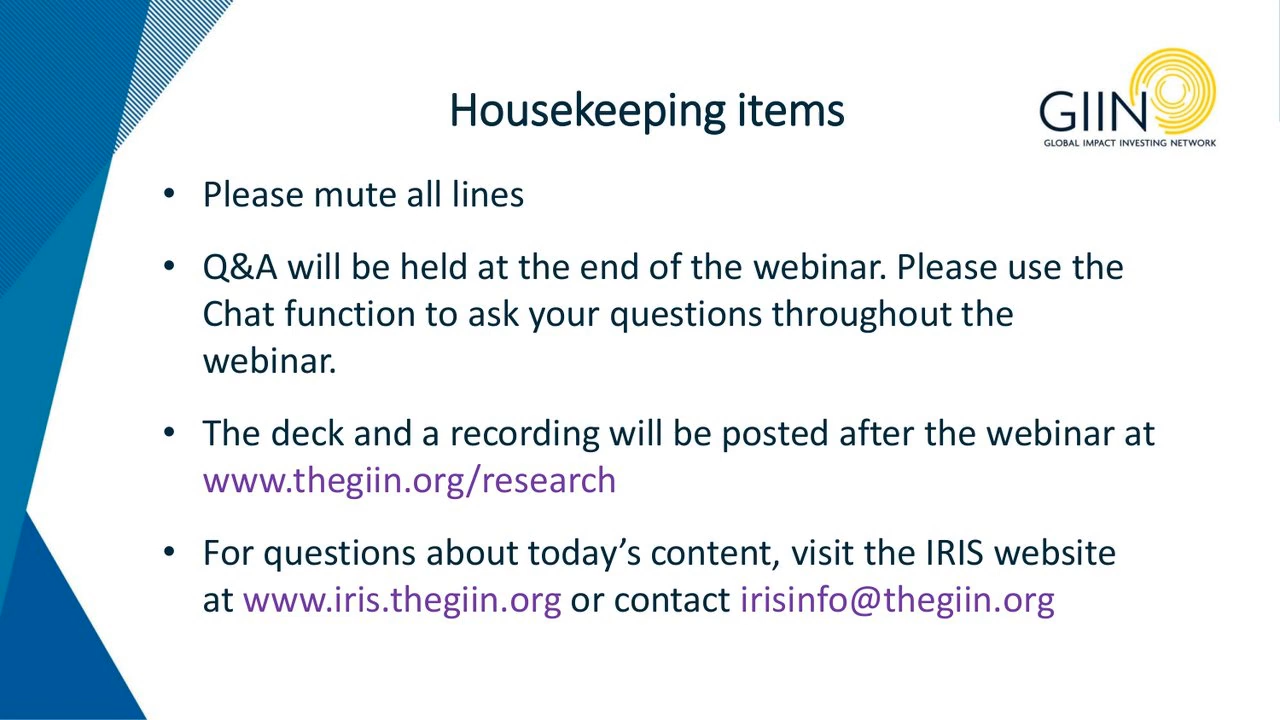 Housekeeping items
GIIN
GLOBAL IMPACT INVESTING NETWORK
• Please mute all lines
• Q&A will be held at the end of the webinar. Please use the
Chat function to ask your questions throughout the
webinar.
• The deck and a recording will be posted after the webinar at
www.thegiin.org/research
• For questions about today’s content, visit the IRIS website
at www.iris.thegiin.org or contact irisinfo@thegiin.org